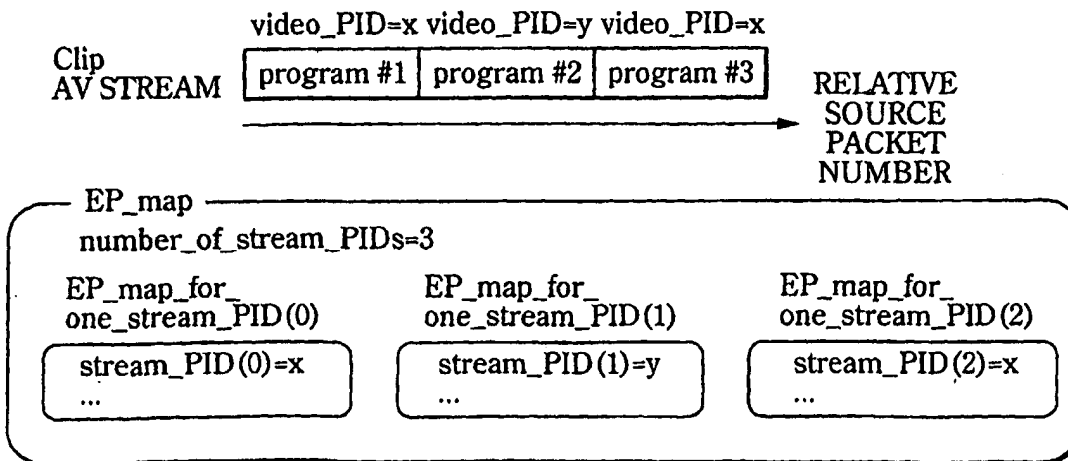 video_PID=x video_PID=y video_PID=x
Clip
AV STREAM
program #1 program #2 program #3
RELATIVE
SOURCE
PACKET
NUMBER
EP_map
number_of_stream_PIDs=3
EP_map_for_
one_stream_PID(0)
stream_PID(0)=x
...
EP_map_for_
one_stream_PID(1)
stream_PID(1)=y
...
EP_map_for_
one_stream_PID(2)
stream_PID(2)=x
...